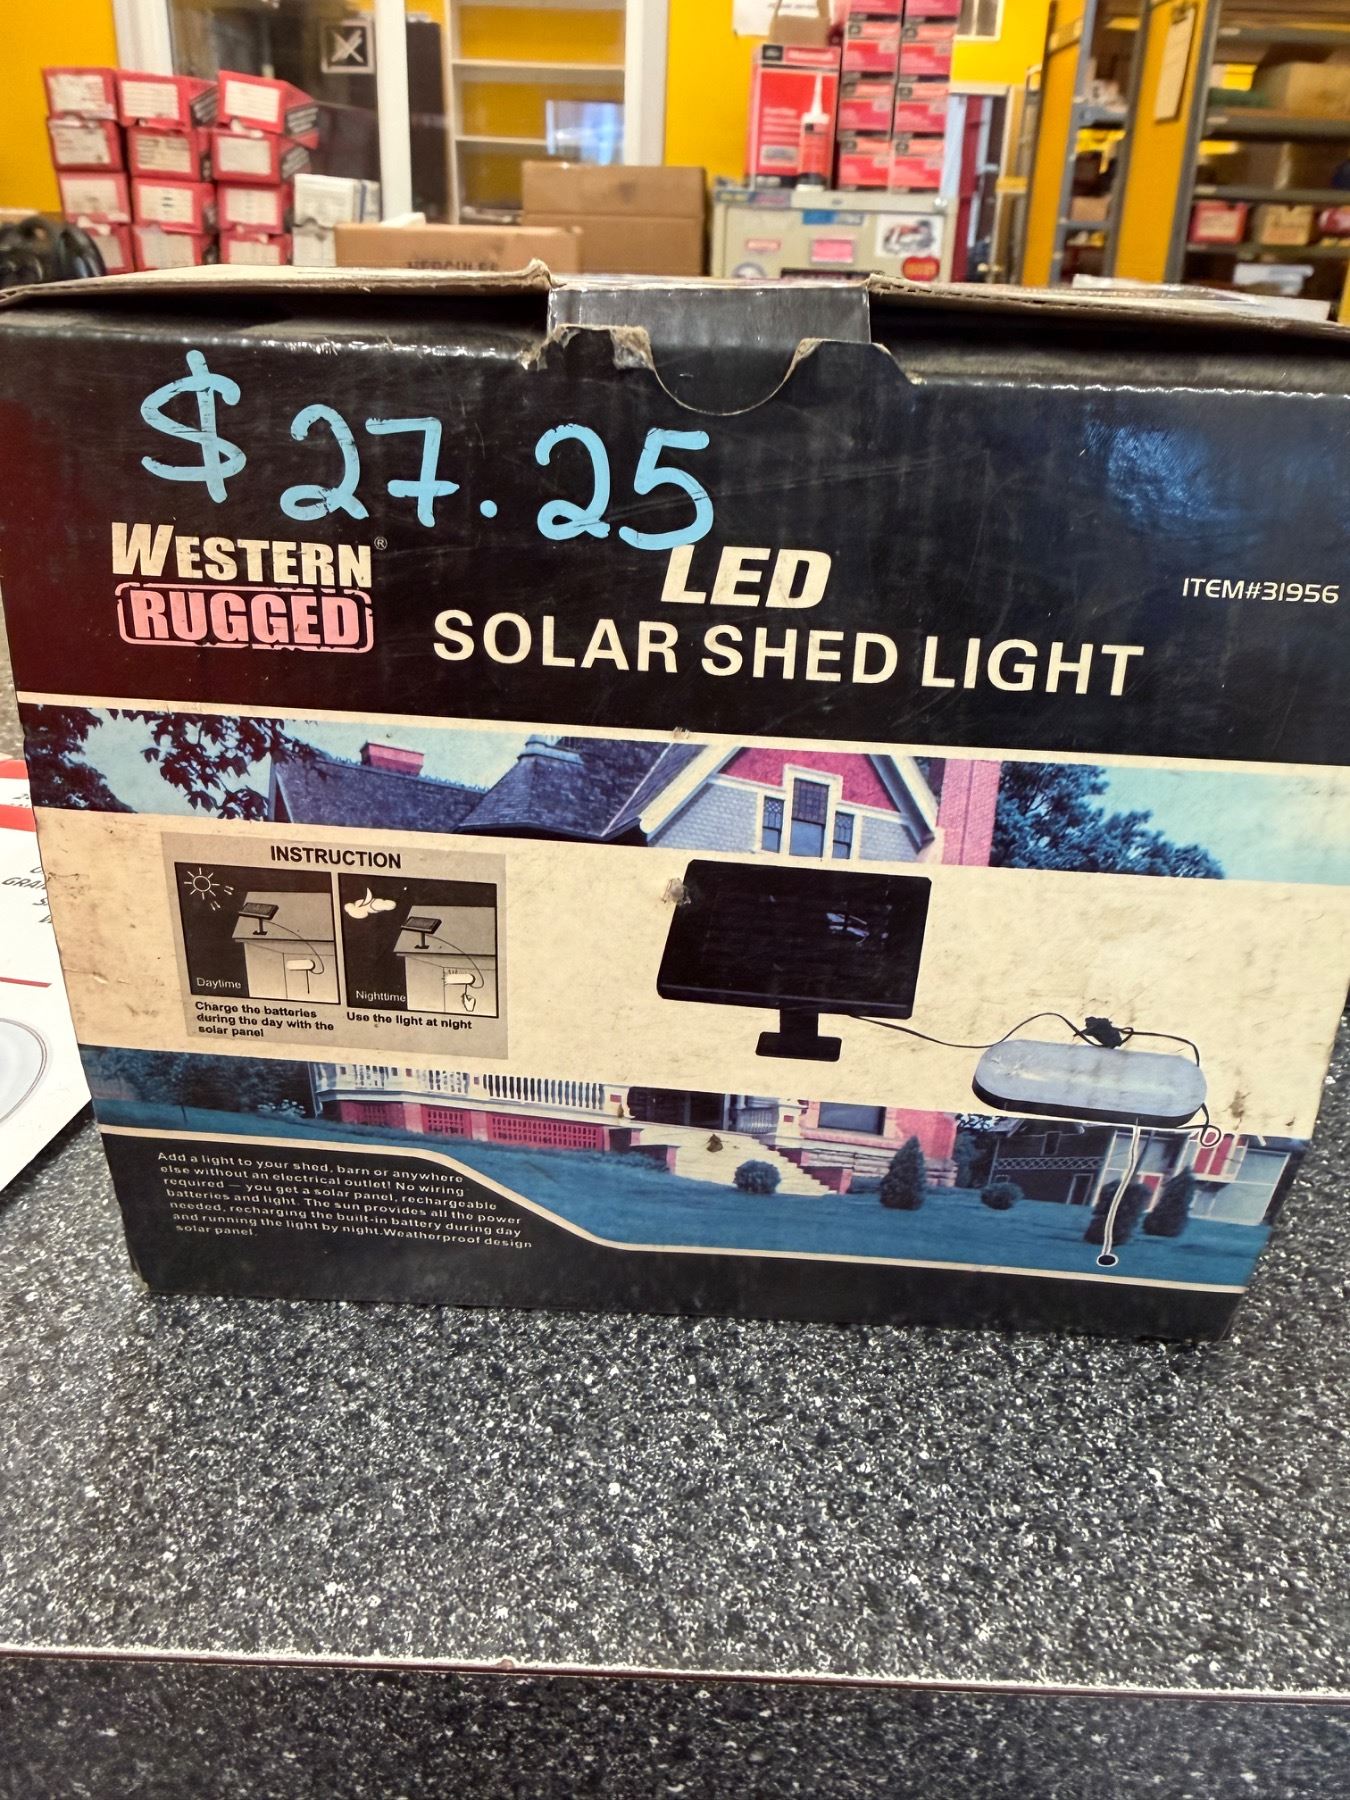 HERCULES
$27.25
WESTERN®
RUGGED
LED
SOLAR SHED LIGHT
ITEM#31956
INSTRUCTION
Daytime
Charge the batteries
during the day with the
solar panel
Nighttime
Use the light at night
Add a light to your shed, barn or anywhere
else without an electrical outlet! No wiring
required — you get a solar panel, rechargeable
batteries and light. The sun provides all the power
needed, recharging the built-in battery during day
and running the light by night.Weatherproof design
solar panel.